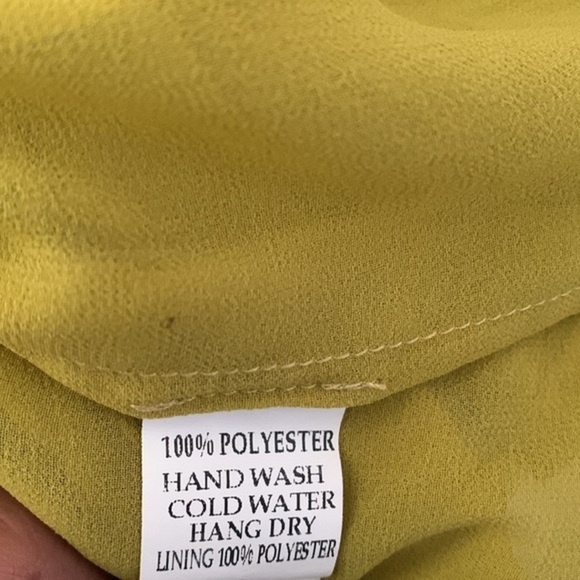 100% POLYESTER
HAND WASH
COLD WATER
HANG DRY
LINING 100% POLYESTER